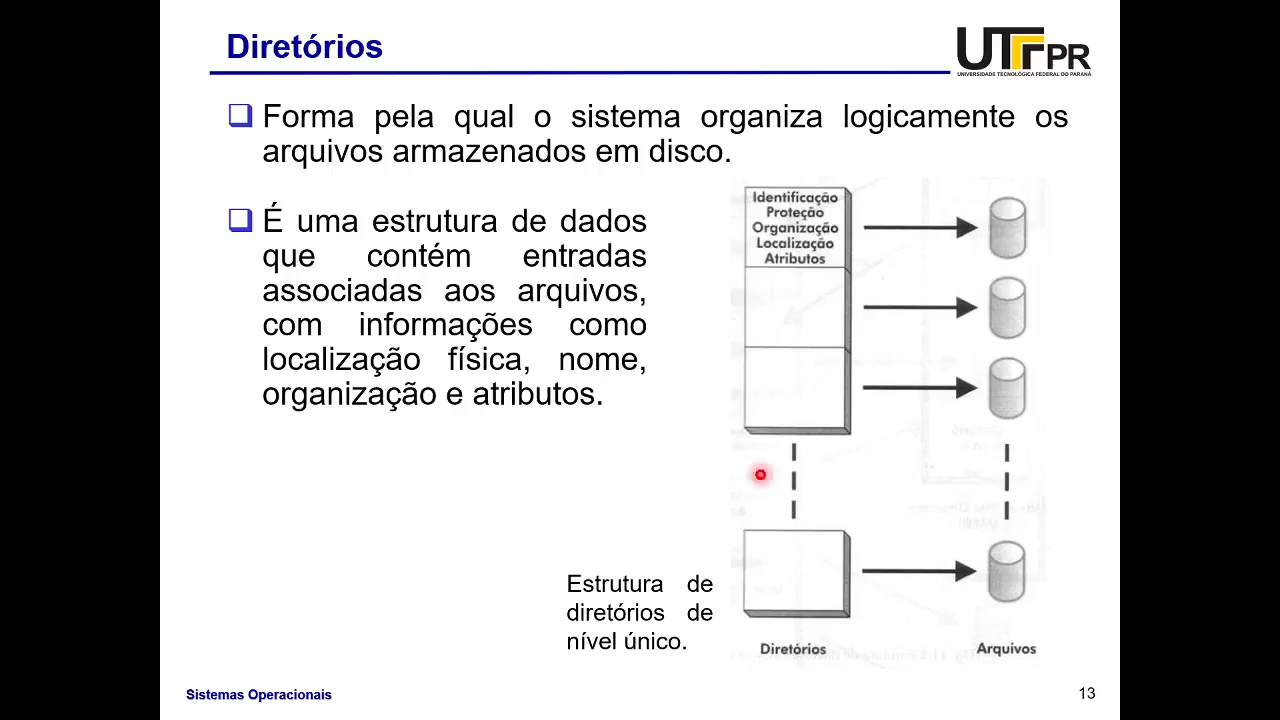 Diretórios
UTFPR
UNIVERSIDADE TECNOLÓGICA FEDERAL DO PARANÁ
Forma pela qual o sistema organiza logicamente os
arquivos armazenados em disco.
É uma estrutura de dados
que contém entradas
associadas aos arquivos,
com informações como
localização física, nome,
organização e atributos.
Identificação
Proteção
Organização
Localização
Atributos
Estrutura de
diretórios de
nível único.
Diretórios
Arquivos
Sistemas Operacionais
13